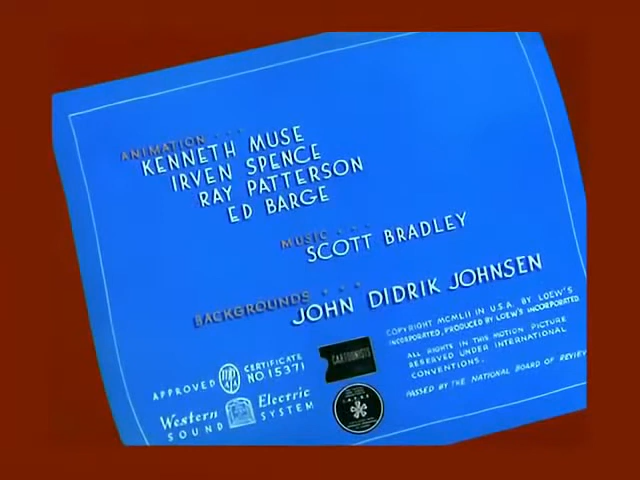 ANIMATION . . .
KENNETH MUSE
IRVEN SPENCE
RAY PATTERSON
ED BARGE
MUSIC . . .
SCOTT BRADLEY
BACKGROUNDS . . .
JOHN DIDRIK JOHNSEN
COPYRIGHT MCMLII IN U.S.A. BY LOEW'S
INCORPORATED, PRODUCED BY LOEW'S INCORPORATED
ALL RIGHTS IN THIS MOTION PICTURE
RESERVED UNDER INTERNATIONAL
CONVENTIONS.
PASSED BY THE NATIONAL BOARD OF REVIEW
APPROVED
CERTIFICATE
NO 15371
CARTOONISTS
Western Electric
SOUND SYSTEM